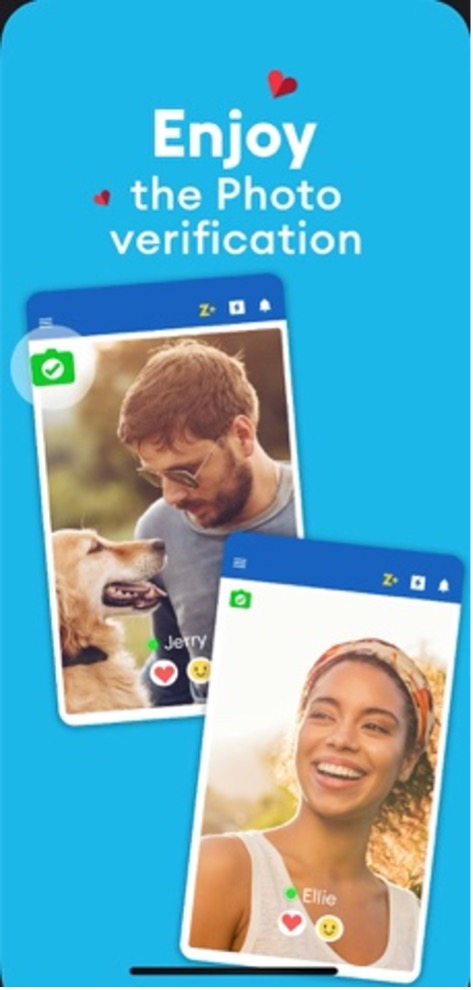 Enjoy
the Photo
verification
Z+
Jerry
Z+
Ellie